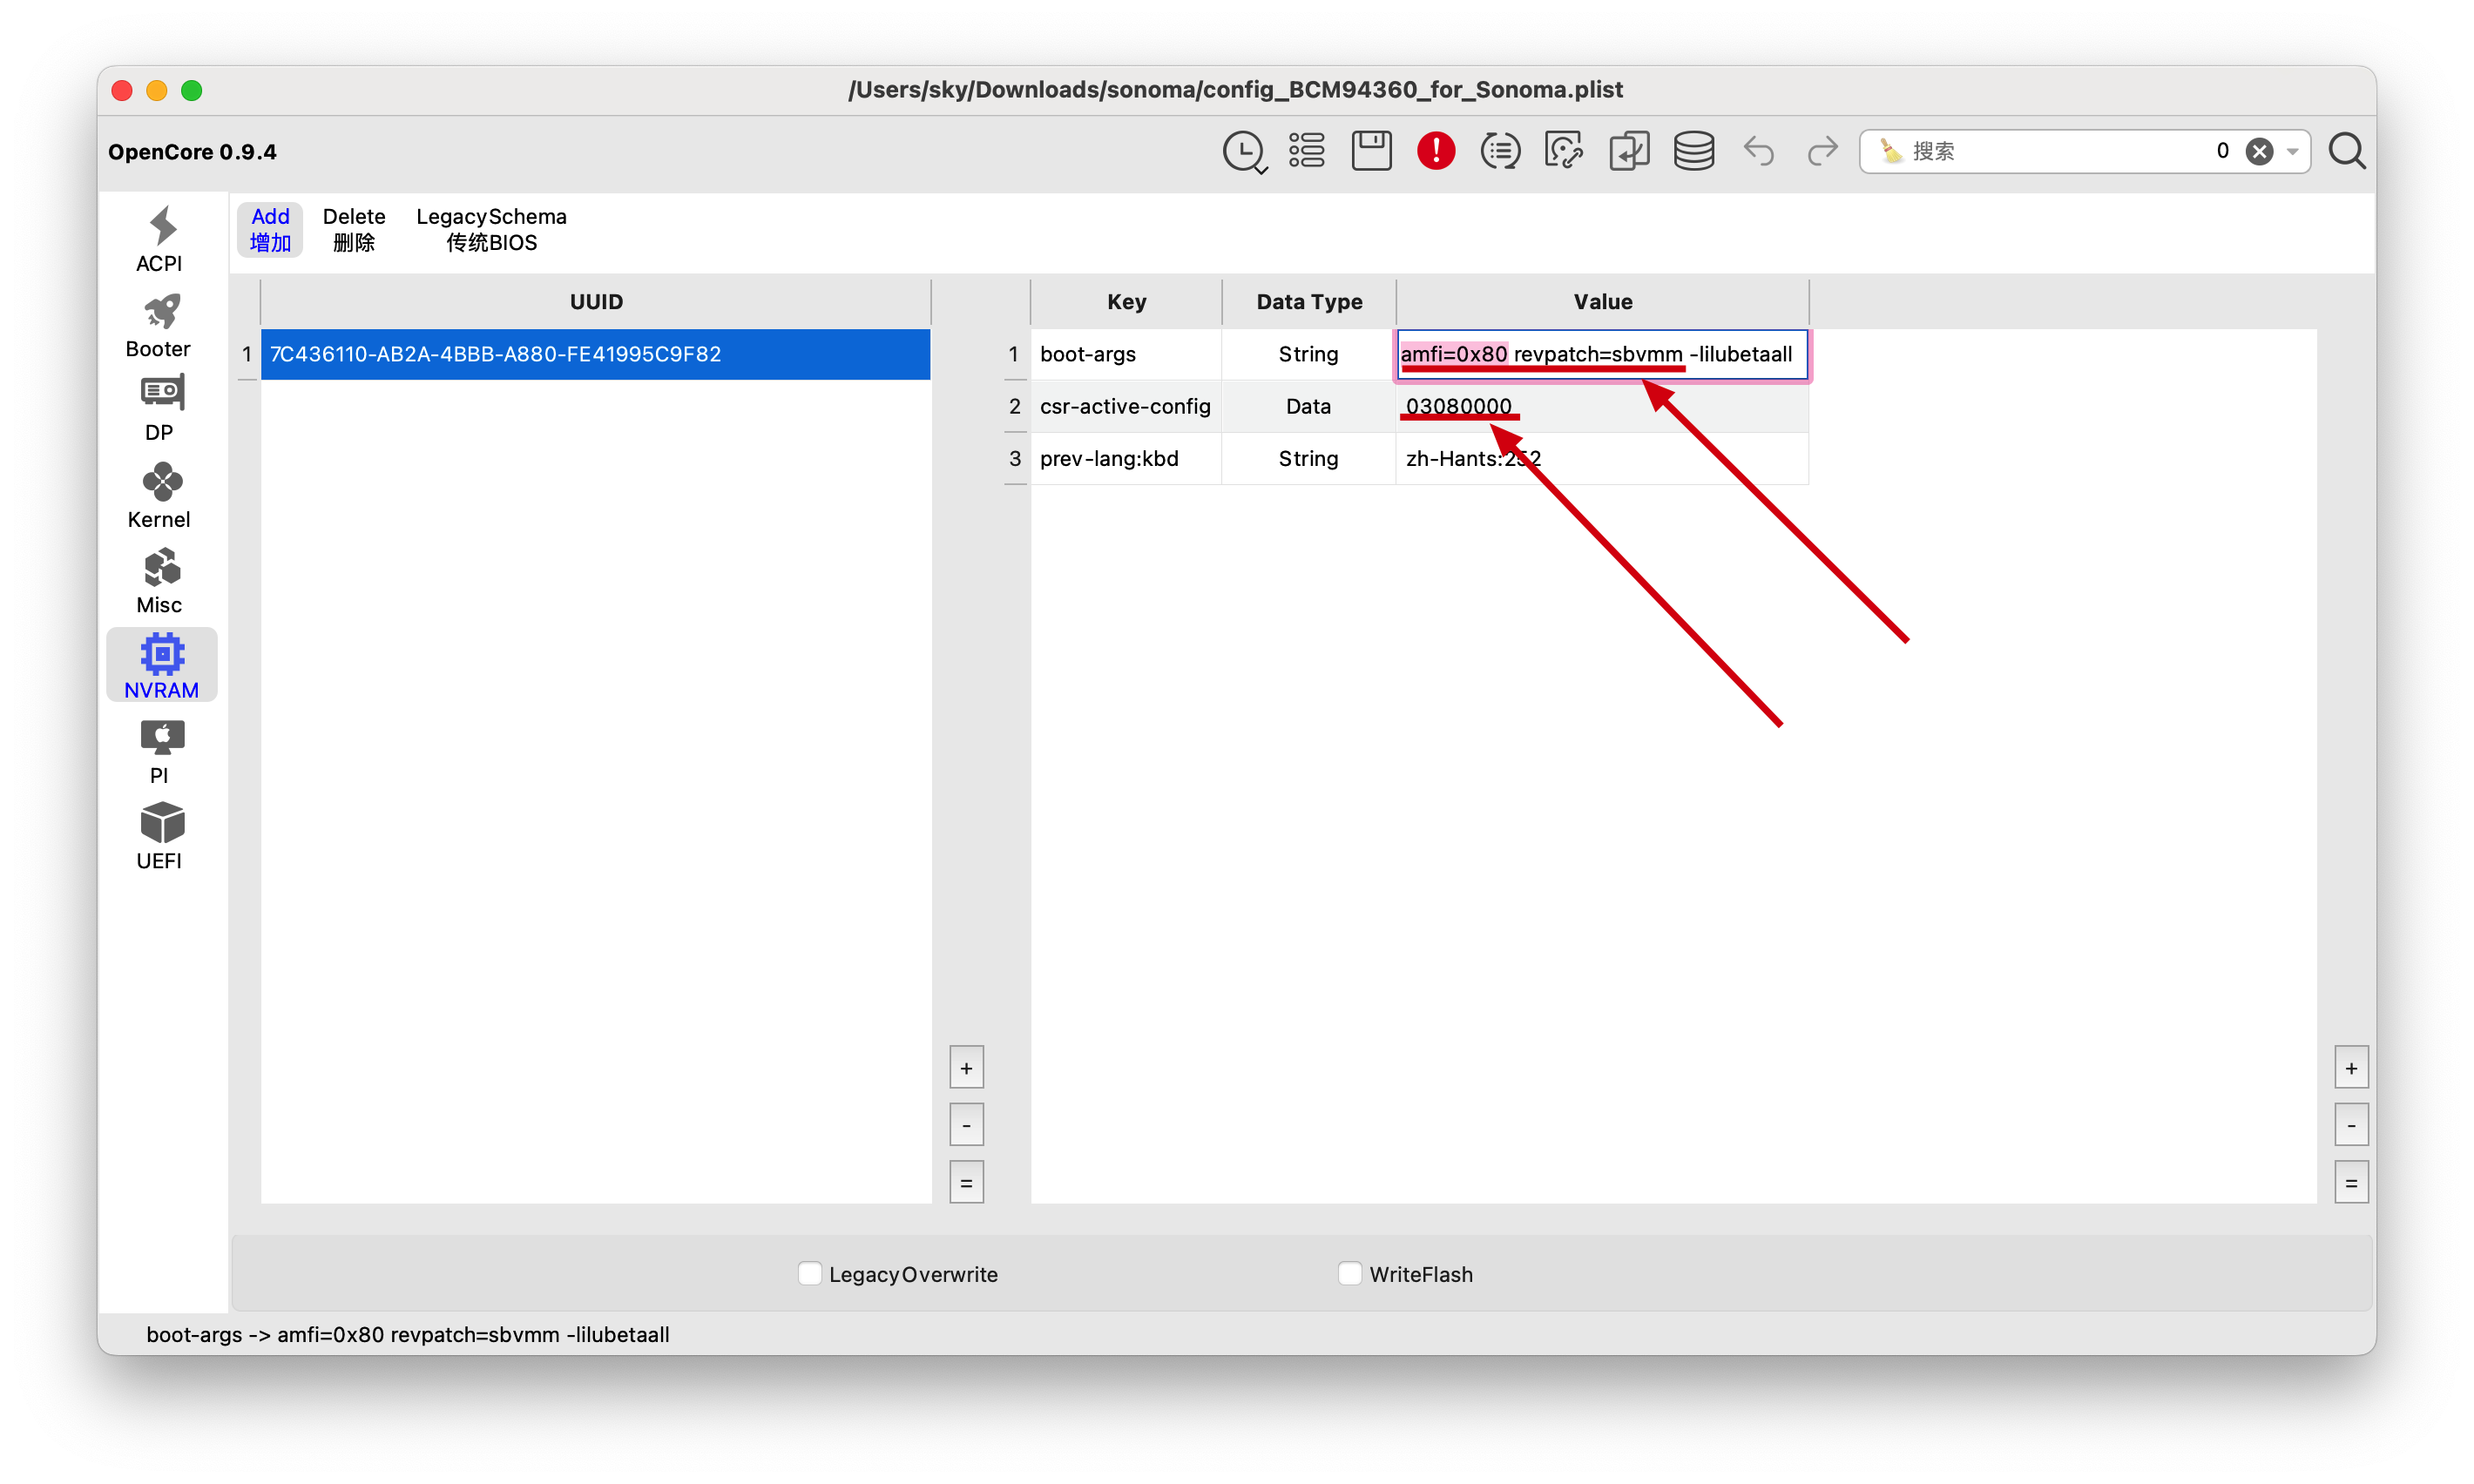 /Users/sky/Downloads/sonoma/config_BCM94360_for_Sonoma.plist
OpenCore 0.9.4
搜索 0
ACPI
Booter
DP
Kernel
Misc
NVRAM
PI
UEFI
Add Delete LegacySchema
增加 删除 传统BIOS
UUID
1 7C436110-AB2A-4BBB-A880-FE41995C9F82
Key Data Type Value
1 boot-args String amfi=0x80 revpatch=sbvmm -lilubetaall
2 csr-active-config Data 03080000
3 prev-lang:kbd String zh-Hants:252
+ +
- -
= =
LegacyOverwrite WriteFlash
boot-args -> amfi=0x80 revpatch=sbvmm -lilubetaall